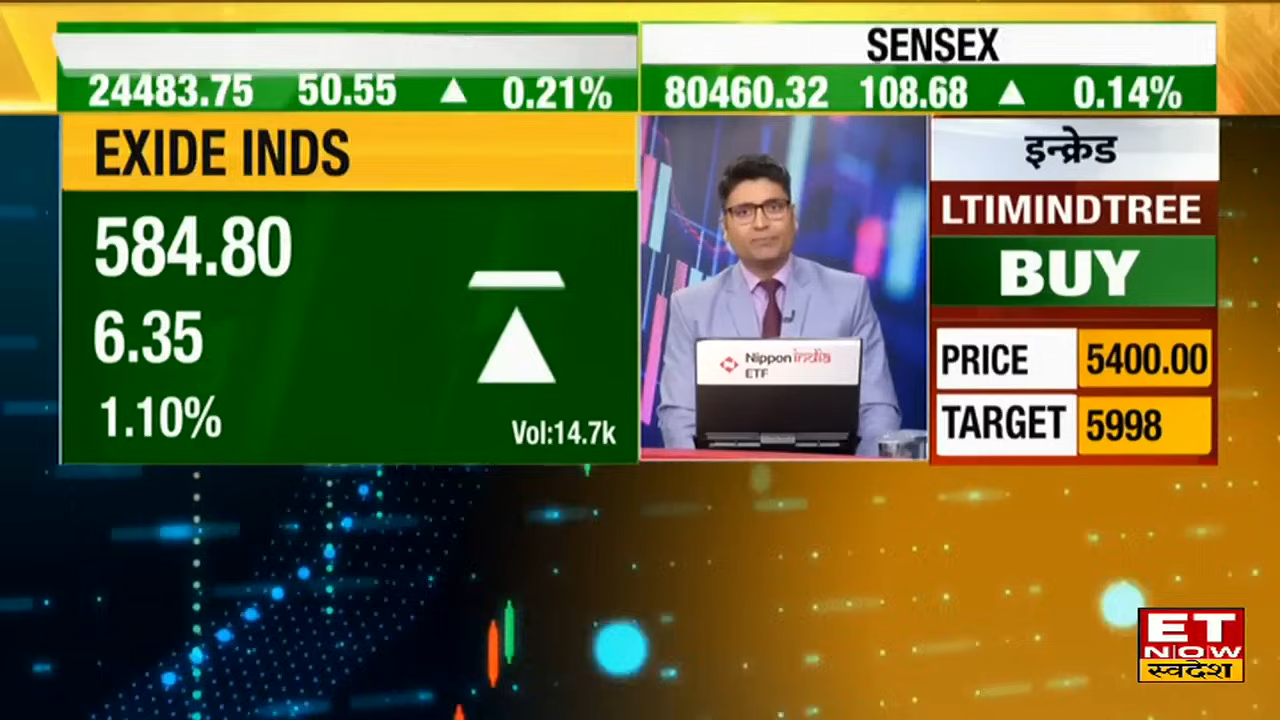 24483.75 50.55 ▲ 0.21%
SENSEX
80460.32 108.68 ▲ 0.14%
EXIDE INDS
584.80
6.35
1.10%
Vol:14.7k
Nippon india
ETF
इन्क्रेड
LTIMINDTREE
BUY
PRICE 5400.00
TARGET 5998
ET
NOW
स्वदेश